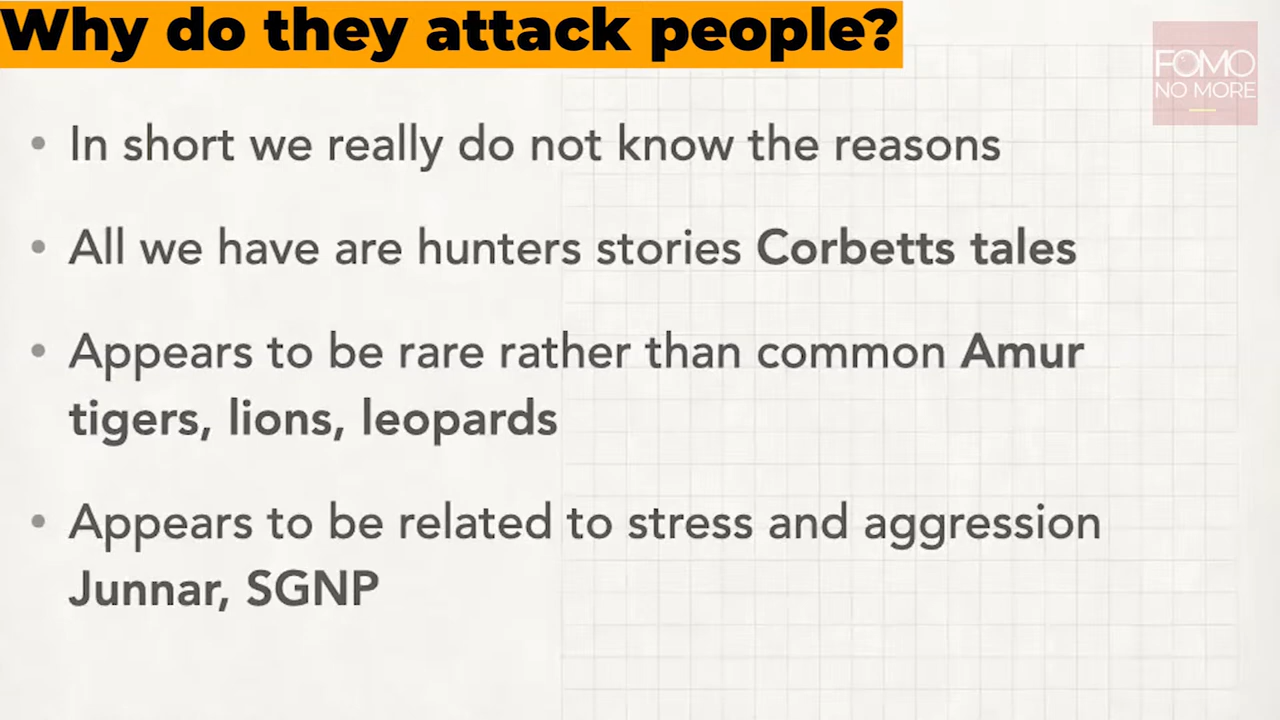 Why do they attack people?
FOMO
NO MORE
• In short we really do not know the reasons
• All we have are hunters stories Corbetts tales
• Appears to be rare rather than common Amur
tigers, lions, leopards
• Appears to be related to stress and aggression
Junnar, SGNP